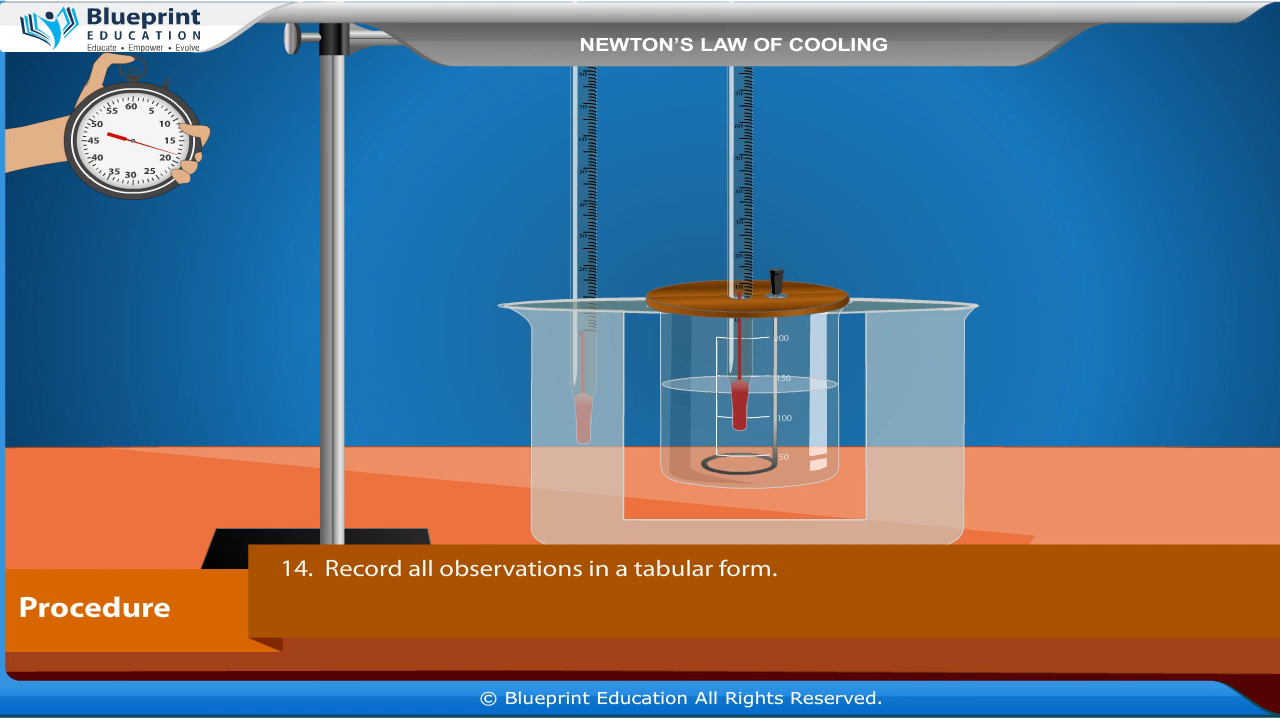 Blueprint
EDUCATION
Educate • Empower • Evolve
NEWTON'S LAW OF COOLING
60
55
5
50
10
45
15
40
20
35
30
25
200
150
100
50
14. Record all observations in a tabular form.
Procedure
© Blueprint Education All Rights Reserved.